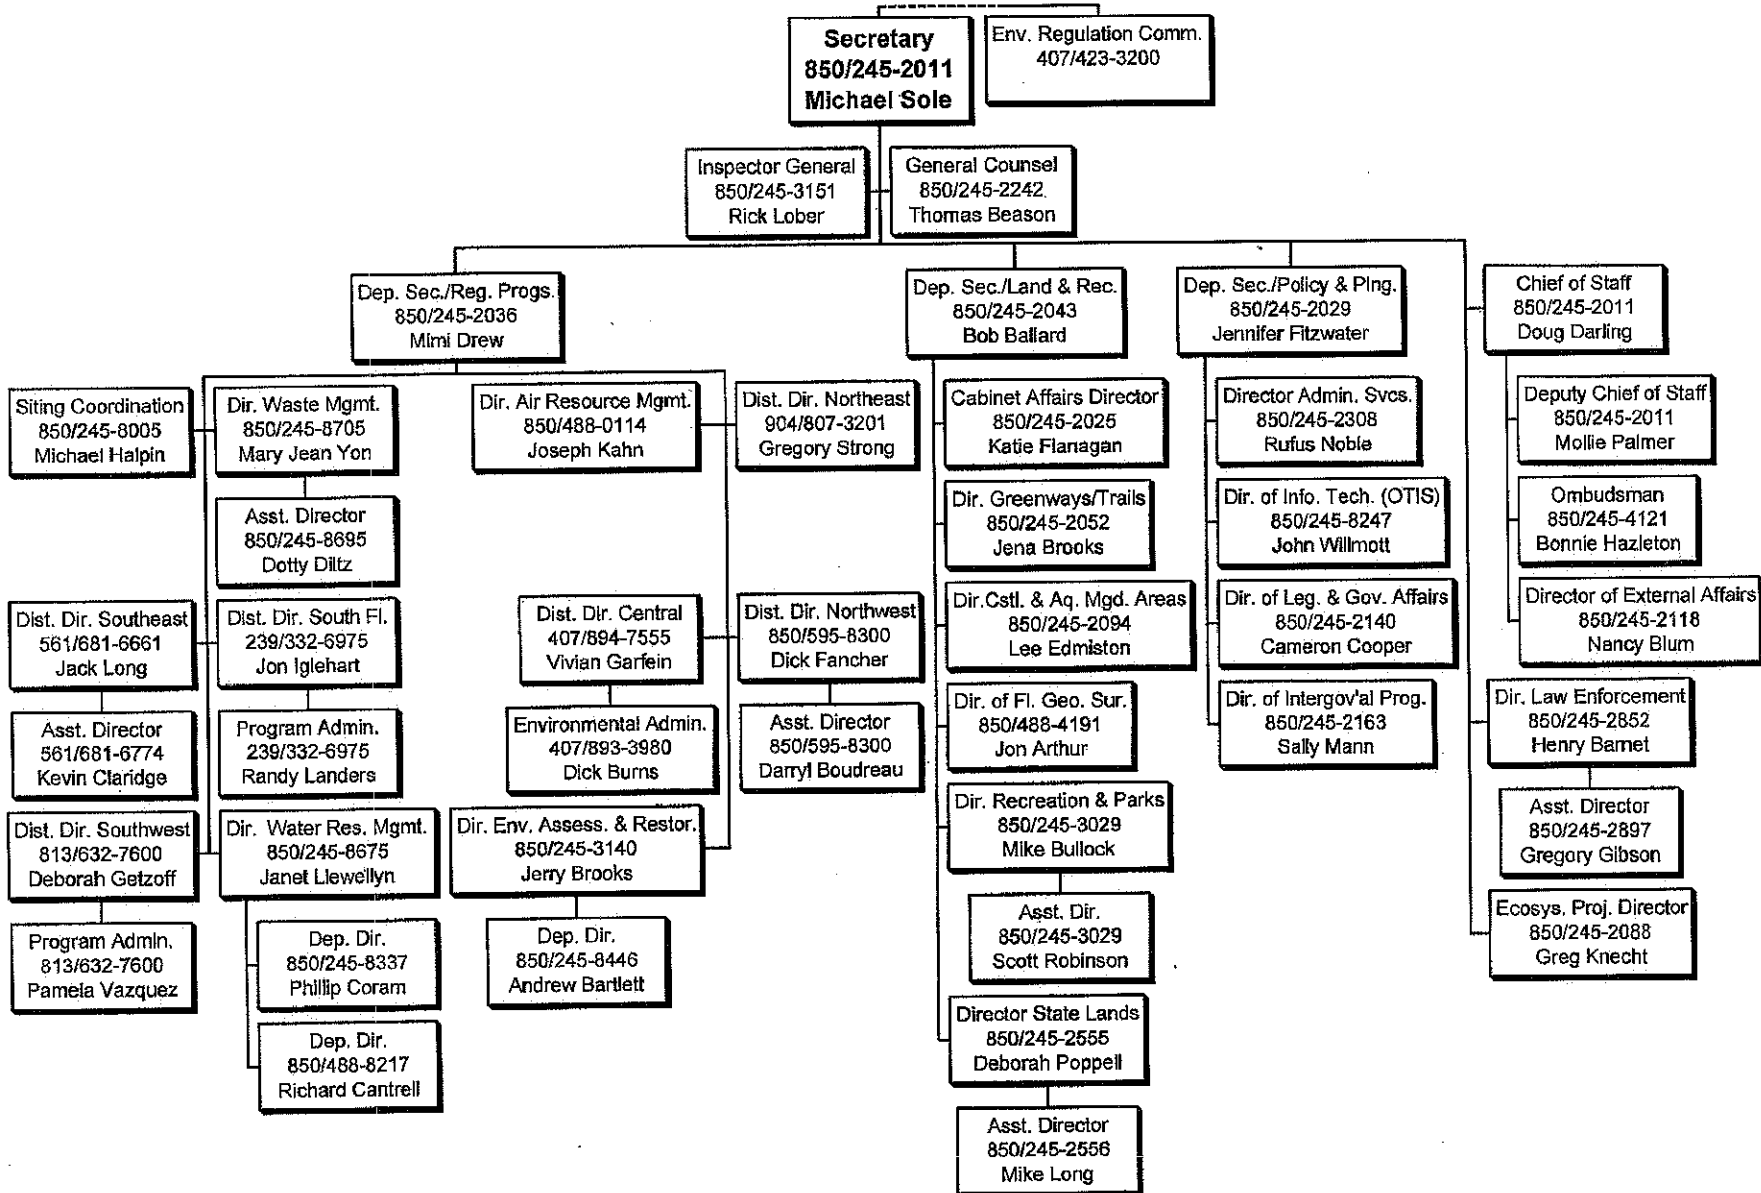 Secretary
850/245-2011
Michael Sole
Env. Regulation Comm.
407/423-3200
Inspector General
850/245-3151
Rick Lober
General Counsel
850/245-2242
Thomas Beason
Dep. Sec./Reg. Progs.
850/245-2036
Mimi Drew
Dep. Sec./Land & Rec.
850/245-2043
Bob Ballard
Dep. Sec./Policy & Plng.
850/245-2029
Jennifer Fitzwater
Chief of Staff
850/245-2011
Doug Darling
Siting Coordination
850/245-8005
Michael Halpin
Dir. Waste Mgmt.
850/245-8705
Mary Jean Yon
Asst. Director
850/245-8695
Dotty Diltz
Dist. Dir. Southeast
561/681-6661
Jack Long
Asst. Director
561/681-6774
Kevin Claridge
Dist. Dir. South Fl.
239/332-6975
Jon Iglehart
Program Admin.
239/332-6975
Randy Landers
Dist. Dir. Southwest
813/632-7600
Deborah Getzoff
Program Admin.
813/632-7600
Pamela Vazquez
Dir. Water Res. Mgmt.
850/245-8675
Janet Llewellyn
Dep. Dir.
850/245-8337
Phillip Coram
Dep. Dir.
850/488-8217
Richard Cantrell
Dir. Air Resource Mgmt.
850/488-0114
Joseph Kahn
Dist. Dir. Northeast
904/807-3201
Gregory Strong
Dist. Dir. Central
407/894-7555
Vivian Garfein
Environmental Admin.
407/893-3980
Dick Burns
Dist. Dir. Northwest
850/595-8300
Dick Fancher
Asst. Director
850/595-8300
Darryl Boudreau
Dir. Env. Assess. & Restor.
850/245-3140
Jerry Brooks
Dep. Dir.
850/245-8446
Andrew Bartlett
Cabinet Affairs Director
850/245-2025
Katie Flanagan
Dir. Greenways/Trails
850/245-2052
Jena Brooks
Dir.Cstl. & Aq. Mgd. Areas
850/245-2094
Lee Edmiston
Dir. of Fl. Geo. Sur.
850/488-4191
Jon Arthur
Dir. Recreation & Parks
850/245-3029
Mike Bullock
Asst. Dir.
850/245-3029
Scott Robinson
Director State Lands
850/245-2555
Deborah Poppell
Asst. Director
850/245-2556
Mike Long
Director Admin. Svcs.
850/245-2308
Rufus Noble
Dir. of Info. Tech. (OTIS)
850/245-8247
John Willmott
Dir. of Leg. & Gov. Affairs
850/245-2140
Cameron Cooper
Dir. of Intergov'al Prog.
850/245-2163
Sally Mann
Deputy Chief of Staff
850/245-2011
Mollie Palmer
Ombudsman
850/245-4121
Bonnie Hazleton
Director of External Affairs
850/245-2118
Nancy Blum
Dir. Law Enforcement
850/245-2852
Henry Barnet
Asst. Director
850/245-2897
Gregory Gibson
Ecosys. Proj. Director
850/245-2088
Greg Knecht